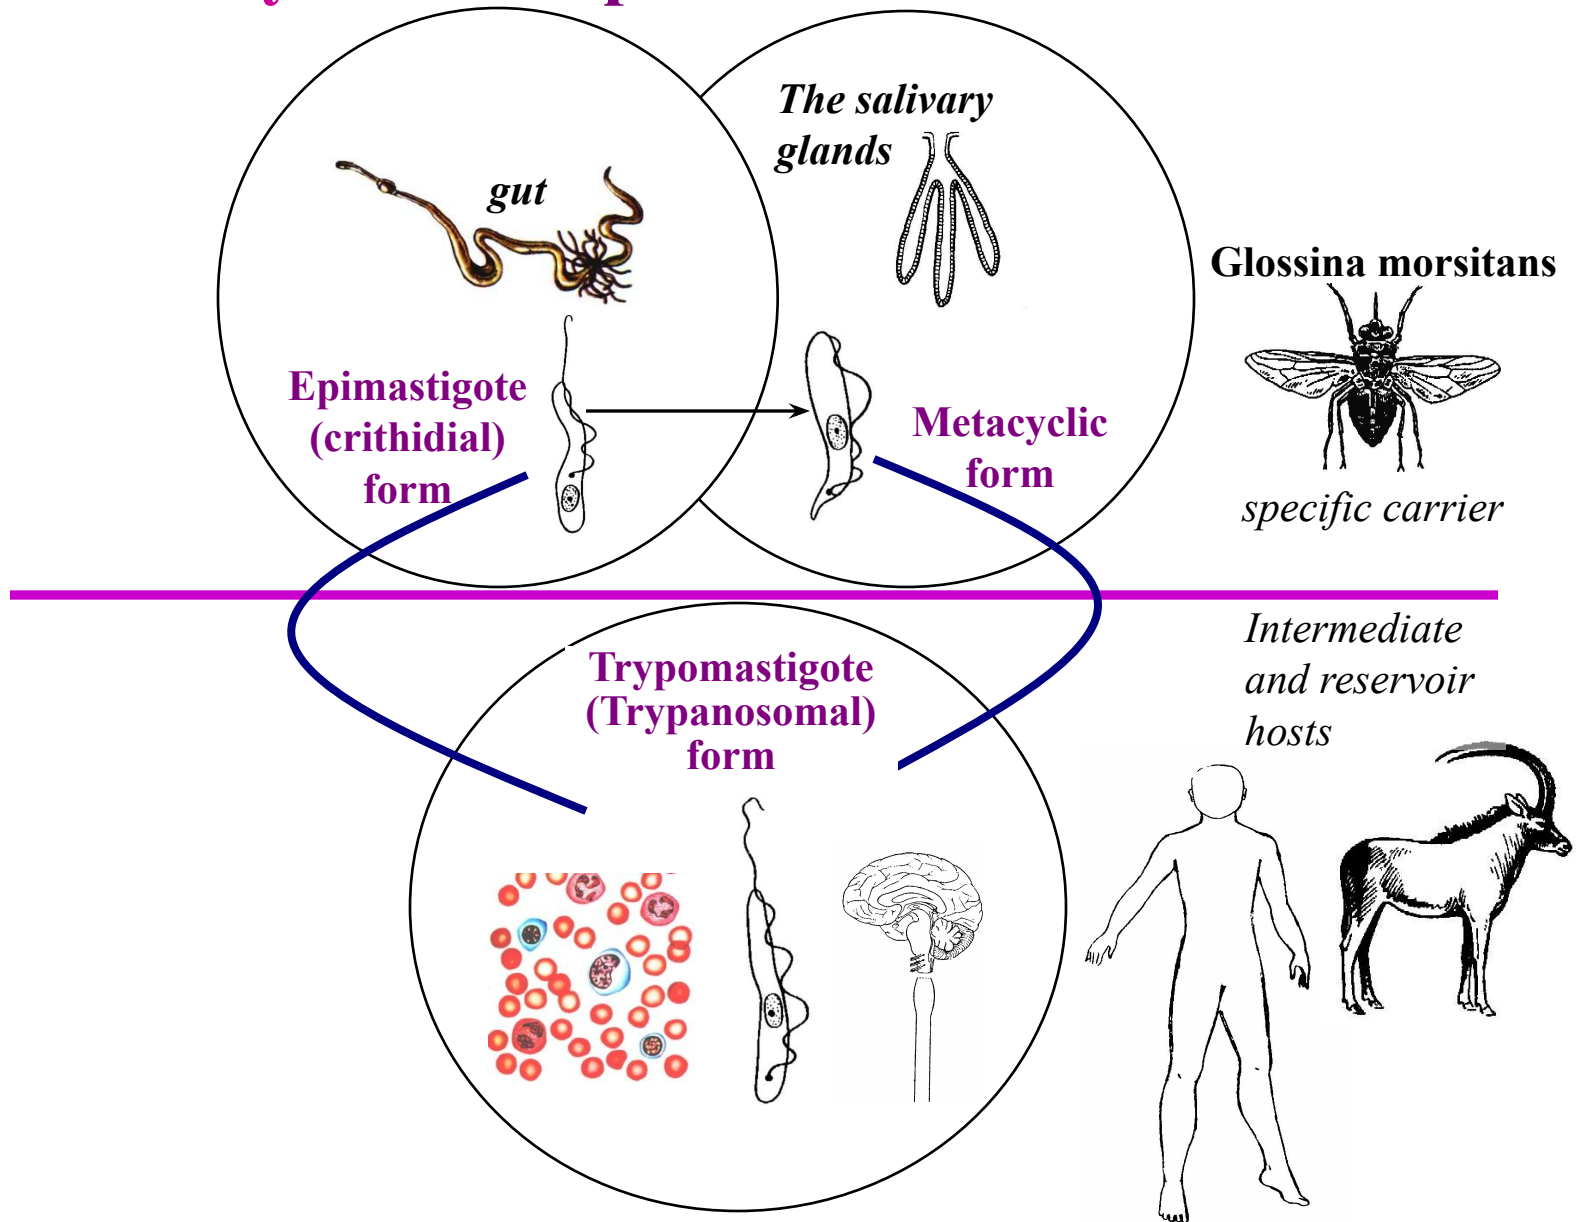 The salivary
glands
gut
Glossina morsitans
Epimastigote
(crithidial)
form
Metacyclic
form
specific carrier
Intermediate
and reservoir
hosts
Trypomastigote
(Trypanosomal)
form